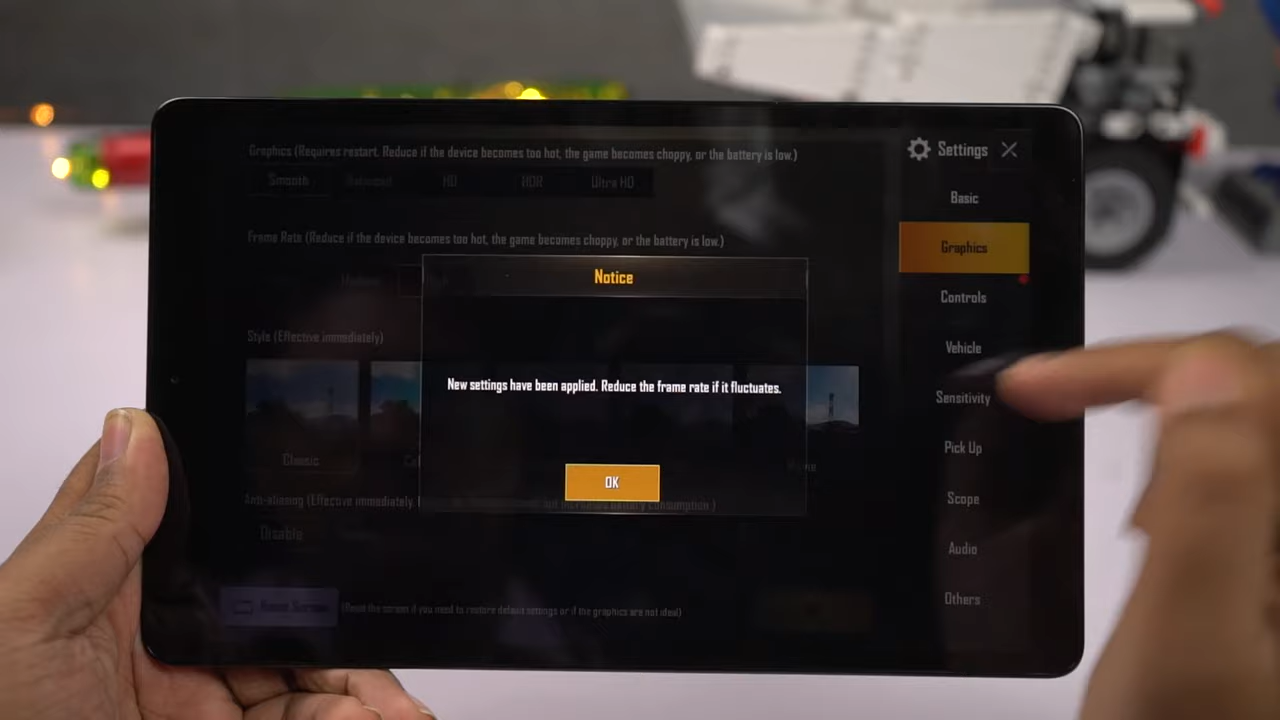 Graphics (Requires restart. Reduce if the device becomes too hot, the game becomes choppy, or the battery is low.)
Smooth Balanced HD HDR Ultra HD
Frame Rate (Reduce if the device becomes too hot, the game becomes choppy, or the battery is low.)
Medium
Style (Effective immediately)
Classic
Anti-aliasing (Effective immediately.
increases battery consumption )
Disable
(Reset the screen if you need to restore default settings or if the graphics are not ideal)
Notice
New settings have been applied. Reduce the frame rate if it fluctuates.
OK
Settings
Basic
Graphics
Controls
Vehicle
Sensitivity
Pick Up
Scope
Audio
Others